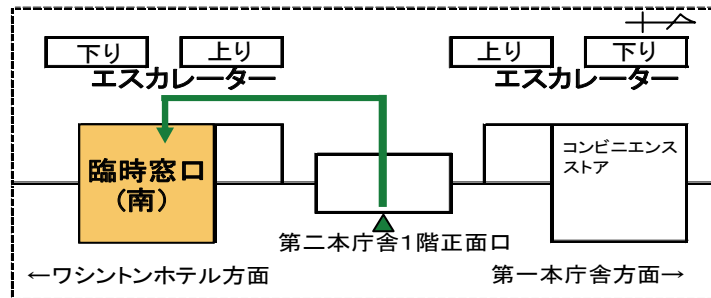 下り
上り
エスカレーター
上り
下り
エスカレーター
臨時窓口
(南)
コンビニエンス
ストア
第二本庁舎1階正面口
←ワシントンホテル方面
第一本庁舎方面→